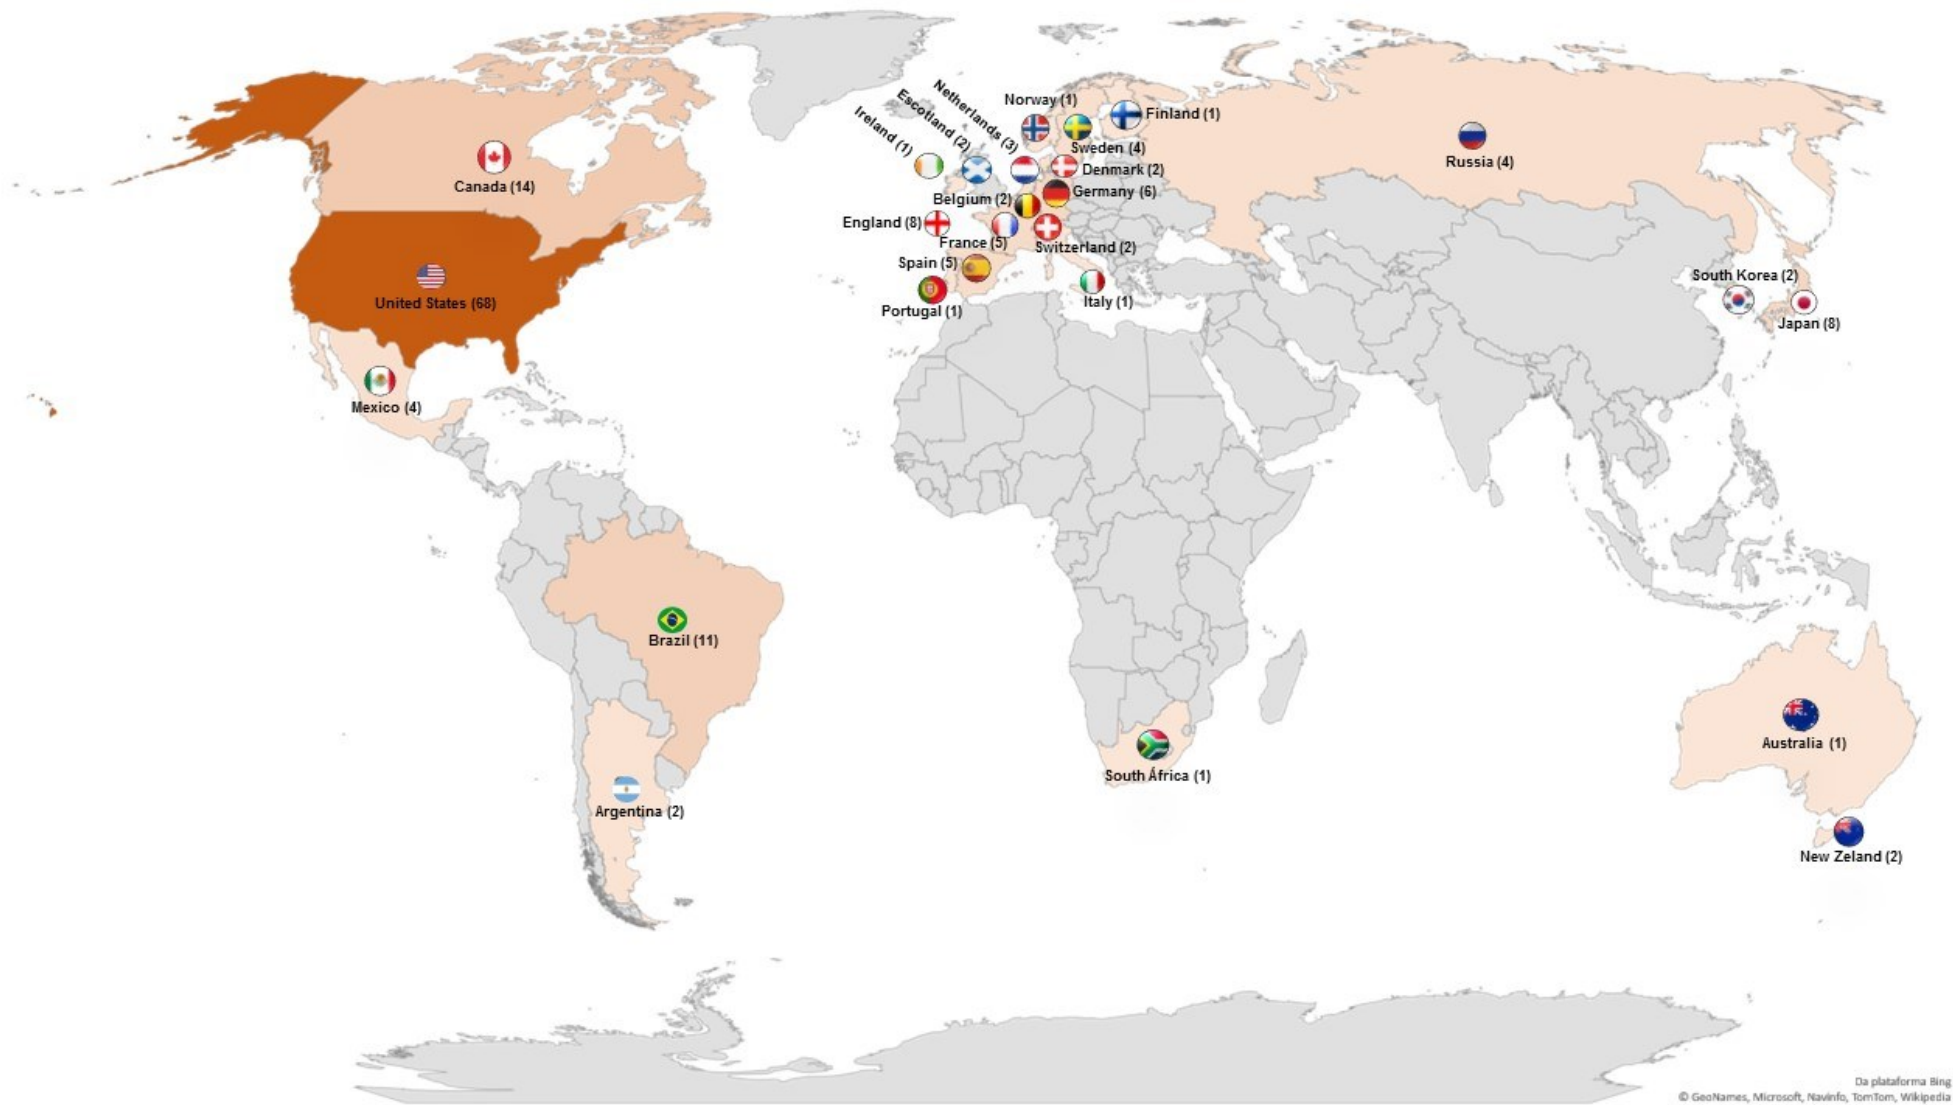 Norway (1)
Netherlands (3)
Escotland (2)
Ireland (1)
Finland (1)
Sweden (4)
Denmark (2)
Germany (6)
Belgium (2)
England (8)
France (5)
Switzerland (2)
Spain (5)
Portugal (1)
Italy (1)
Russia (4)
Canada (14)
United States (68)
Mexico (4)
South Korea (2)
Japan (8)
Brazil (11)
Argentina (2)
South África (1)
Australia (1)
New Zeland (2)
Da plataforma Bing
© GeoNames, Microsoft, Navinfo, TomTom, Wikipedia